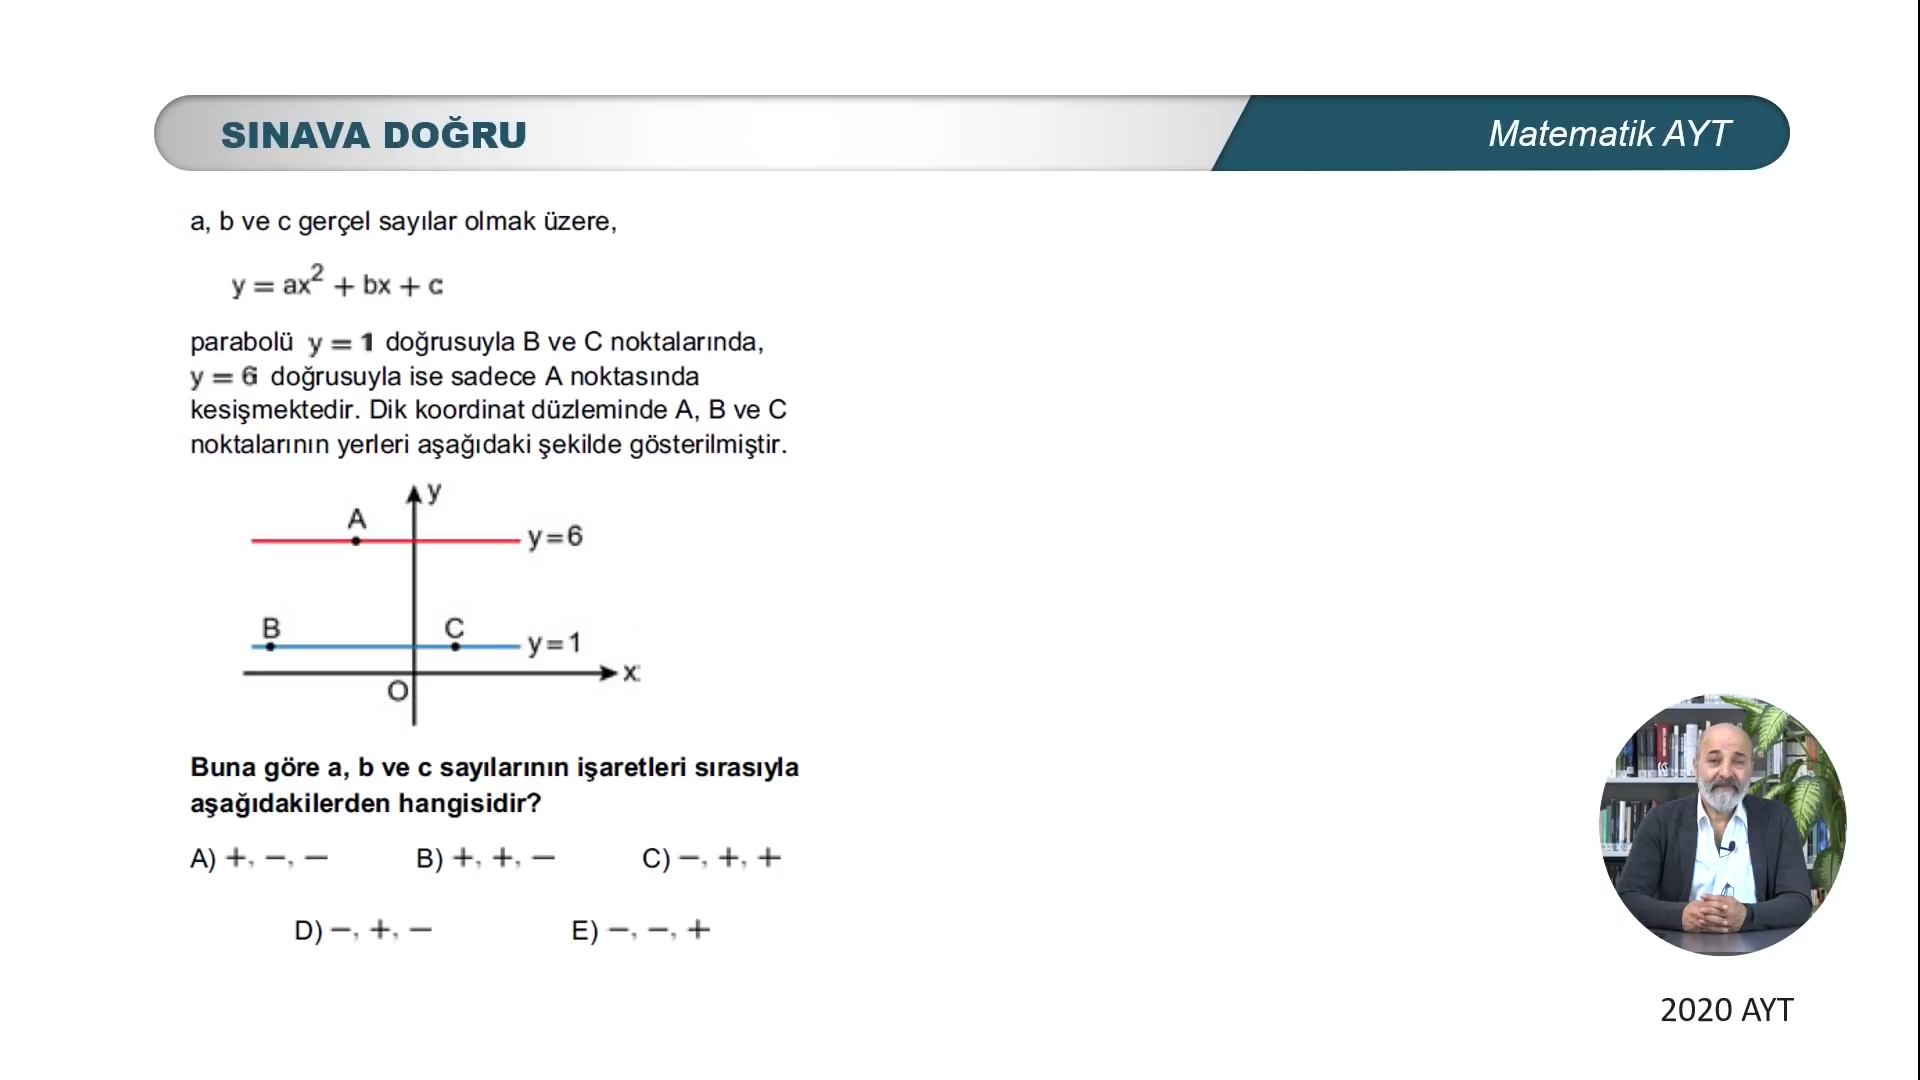 SINAVA DOĞRU
Matematik AYT
a, b ve c gerçel sayılar olmak üzere,
y = ax² + bx + c
parabolü y = 1 doğrusuyla B ve C noktalarında,
y = 6 doğrusuyla ise sadece A noktasında
kesişmektedir. Dik koordinat düzleminde A, B ve C
noktalarının yerleri aşağıdaki şekilde gösterilmiştir.
y
A
y=6
B
C
y=1
x
O
Buna göre a, b ve c sayılarının işaretleri sırasıyla
aşağıdakilerden hangisidir?
A) +, −, − B) +, +, − C) −, +, +
D) −, +, − E) −, −, +
2020 AYT